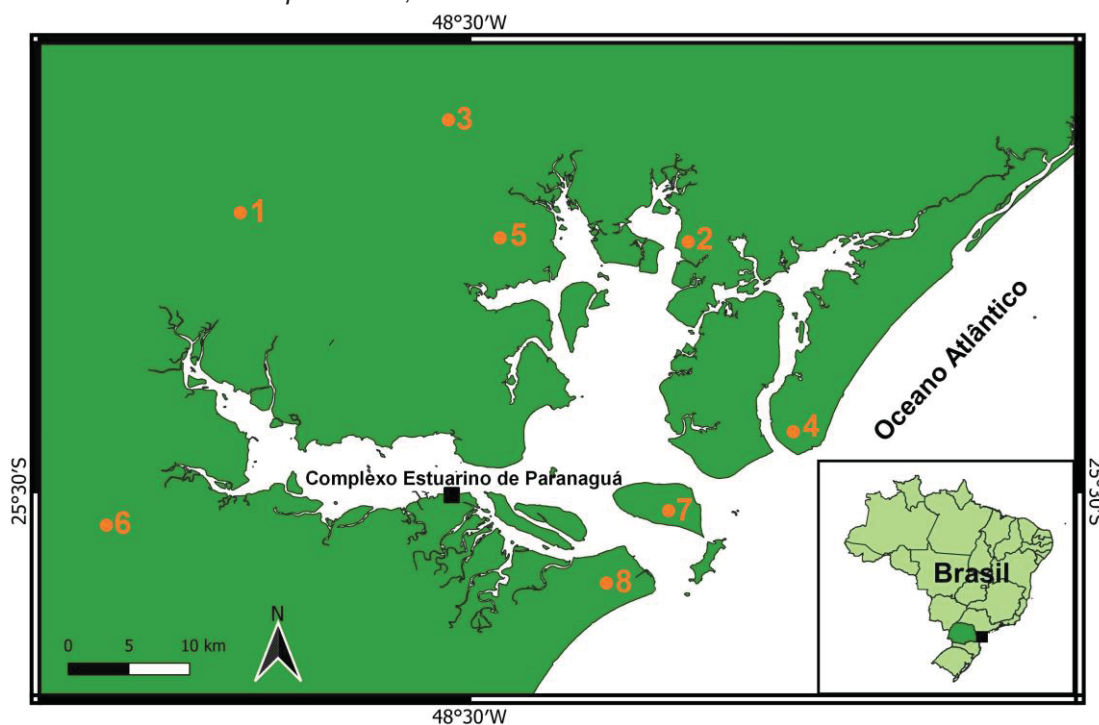 48°30′W
3
1
5
2
Oceano Atlântico
4
Complexo Estuarino de Paranaguá
25°30′S
25°30′S
7
6
Brasil
8
N
0 5 10 km
48°30′W